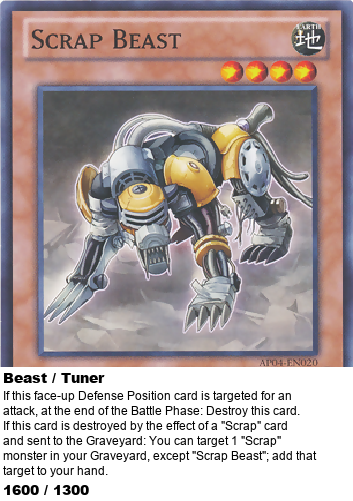 SCRAP BEAST
EARTH
地
AP04-EN020
Beast / Tuner
If this face-up Defense Position card is targeted for an
attack, at the end of the Battle Phase: Destroy this card.
If this card is destroyed by the effect of a "Scrap" card
and sent to the Graveyard: You can target 1 "Scrap"
monster in your Graveyard, except "Scrap Beast"; add that
target to your hand.
1600 / 1300